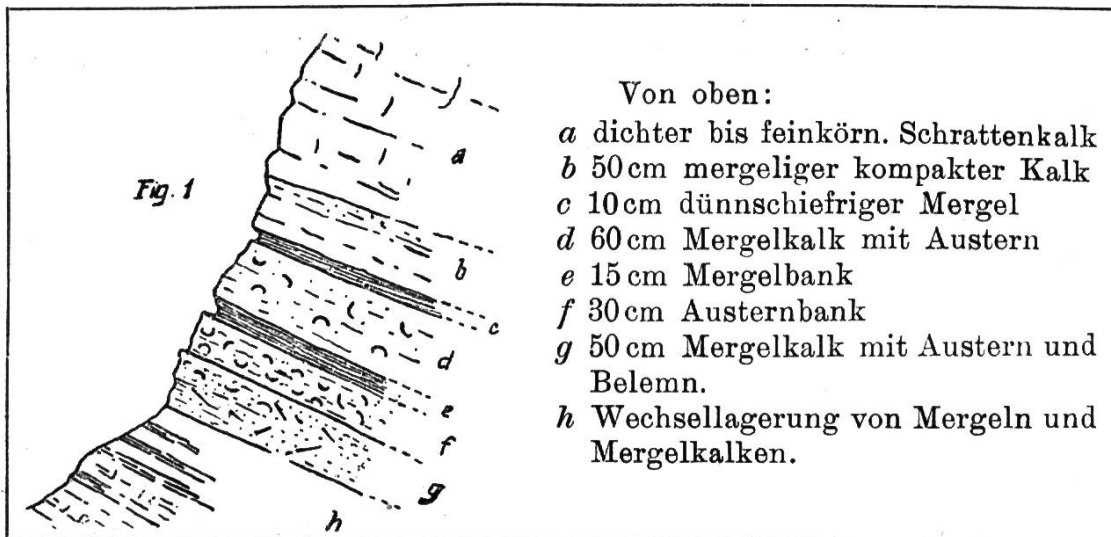 Fig. 1
a
b
c
d
e
f
g
h
Von oben:
a dichter bis feinkörn. Schrattenkalk
b 50 cm mergeliger kompakter Kalk
c 10 cm dünnschiefriger Mergel
d 60 cm Mergelkalk mit Austern
e 15 cm Mergelbank
f 30 cm Austernbank
g 50 cm Mergelkalk mit Austern und
Belemn.
h Wechsellagerung von Mergeln und
Mergelkalken.